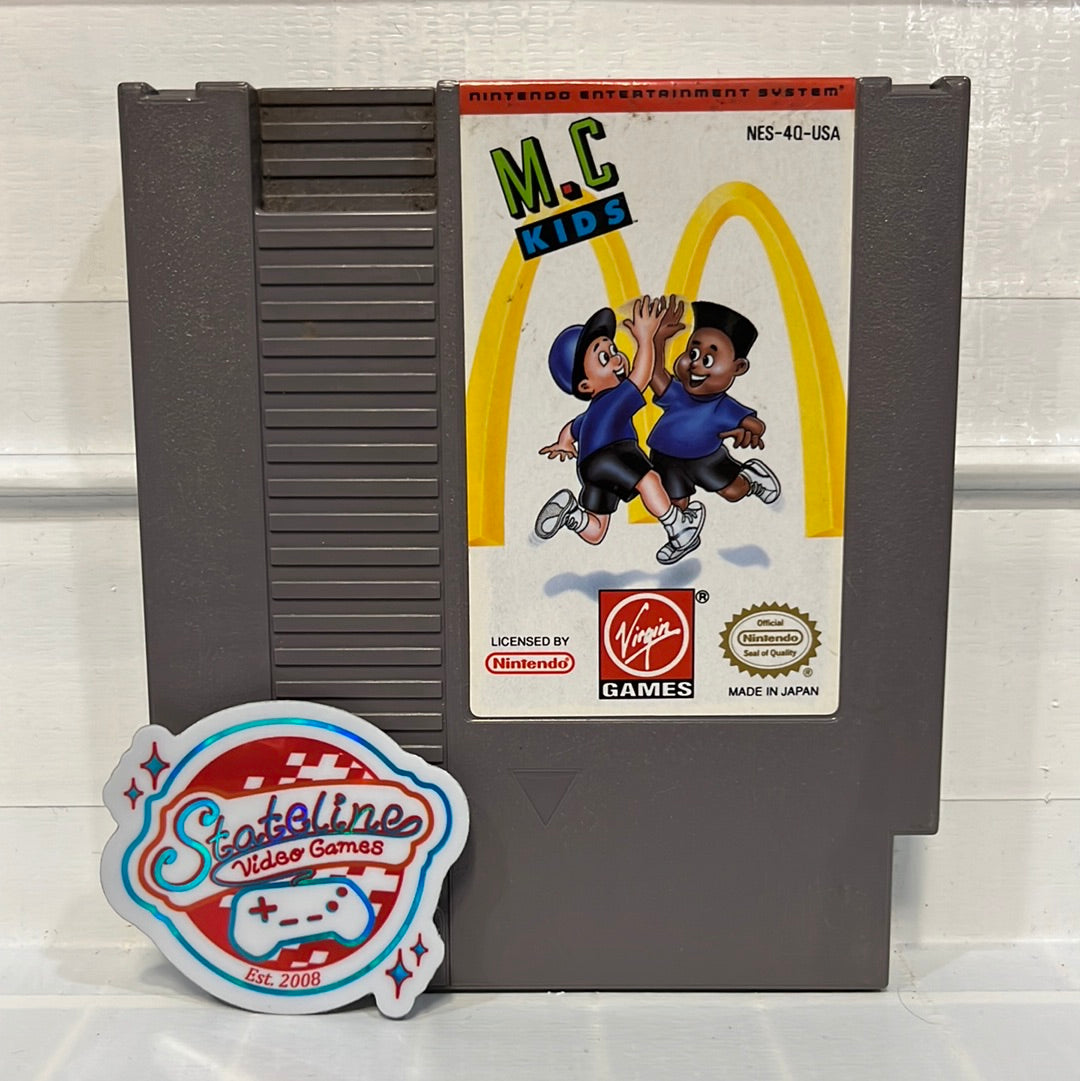 NINTENDO ENTERTAINMENT SYSTEM®
NES-4Q-USA
M.C
KIDS™
LICENSED BY
Nintendo®
Virgin®
GAMES
Official
Nintendo
Seal of Quality
®
MADE IN JAPAN
Stateline
Video Games
Est. 2008